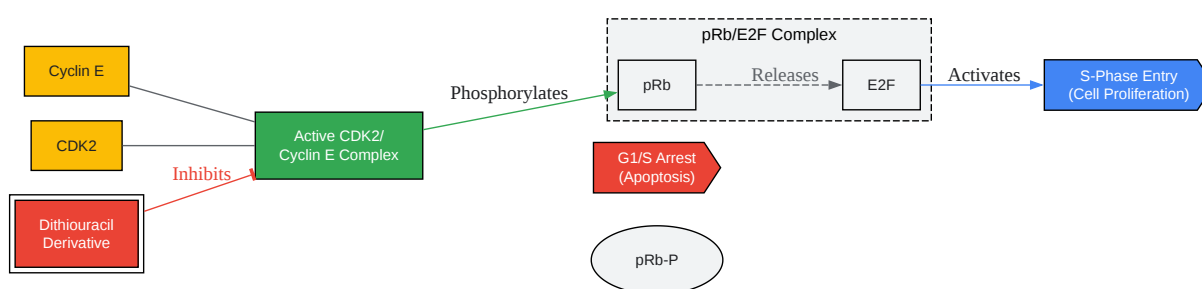 Cyclin E
CDK2
Dithiouracil
Derivative
Inhibits
Active CDK2/
Cyclin E Complex
Phosphorylates
pRb/E2F Complex
pRb
Releases
E2F
Activates
S-Phase Entry
(Cell Proliferation)
G1/S Arrest
(Apoptosis)
pRb-P